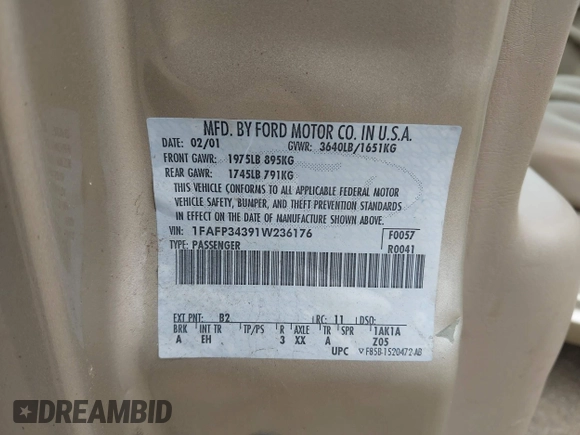 MFD. BY FORD MOTOR CO. IN U.S.A.
DATE: 02/01 GVWR: 3640LB/1651KG
FRONT GAWR: 1975LB 895KG
REAR GAWR: 1745LB 791KG
THIS VEHICLE CONFORMS TO ALL APPLICABLE FEDERAL MOTOR
VEHICLE SAFETY, BUMPER, AND THEFT PREVENTION STANDARDS
IN EFFECT ON THE DATE OF MANUFACTURE SHOWN ABOVE.
VIN: 1FAFP34391W236176 F0057
TYPE: PASSENGER R0041
EXT PNT: B2 RC: 11 DSO:
BRK INT TR TP/PS R AXLE TR SPR 1AK1A
A EH 3 XX A Z05
UPC F85B-1520472-AB
DREAMBID